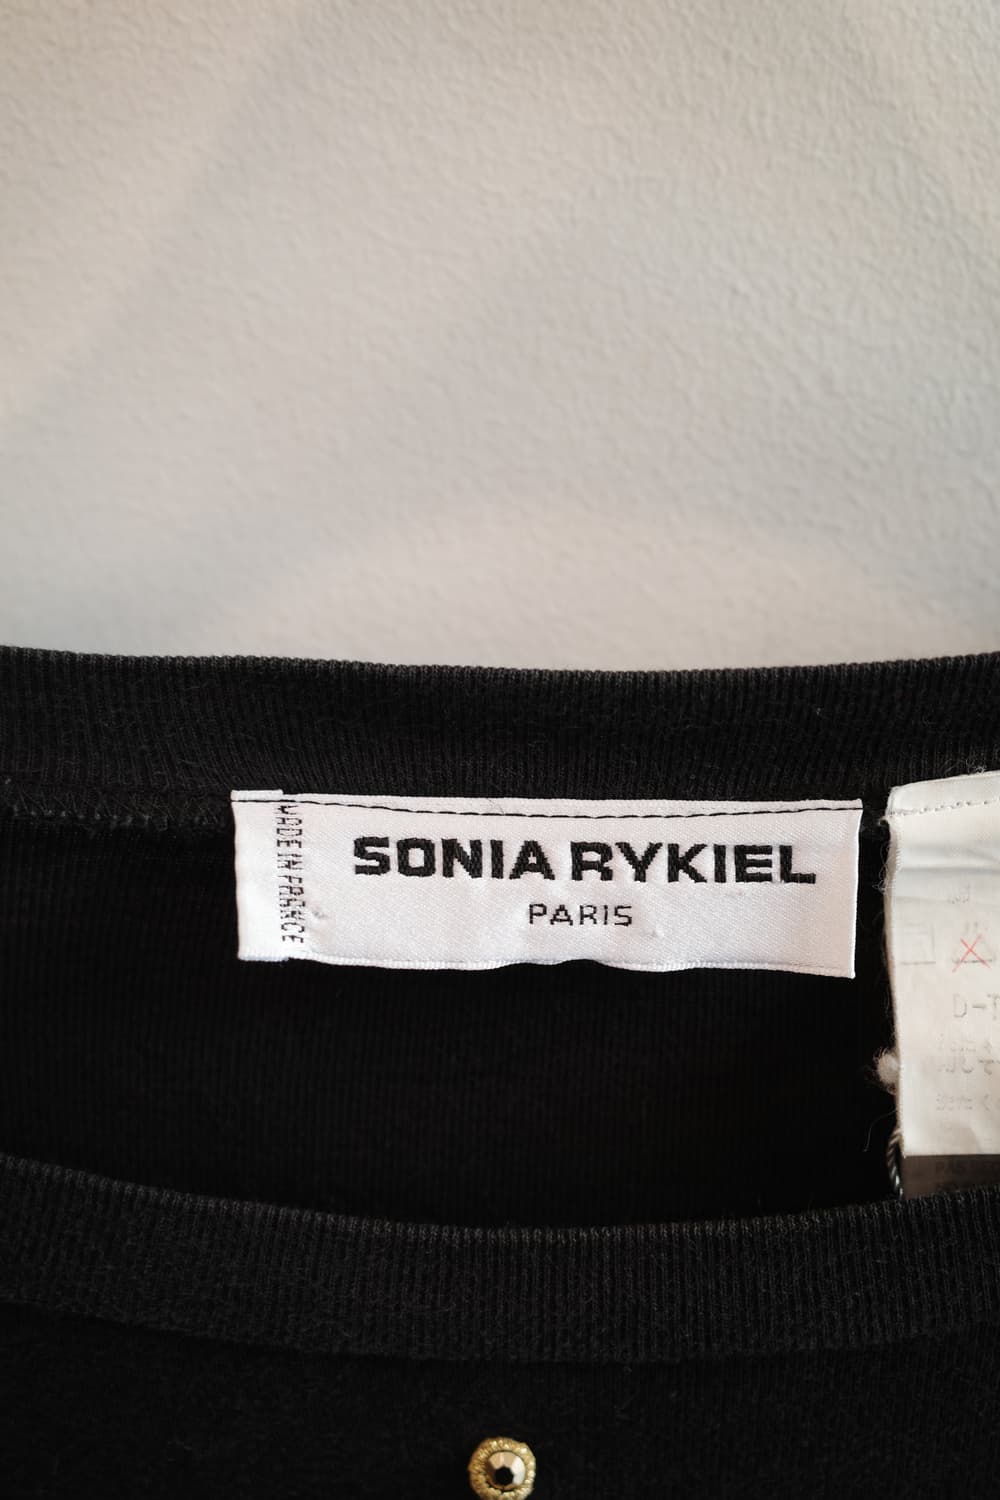 SONIA RYKIEL
PARIS
MADE IN FRANCE
D-T